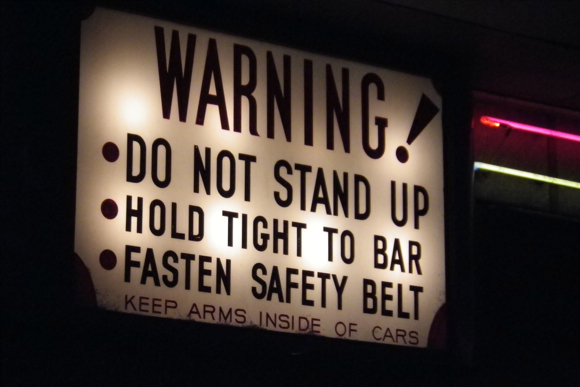 WARNING!
• DO NOT STAND UP
• HOLD TIGHT TO BAR
• FASTEN SAFETY BELT
KEEP ARMS INSIDE OF CARS